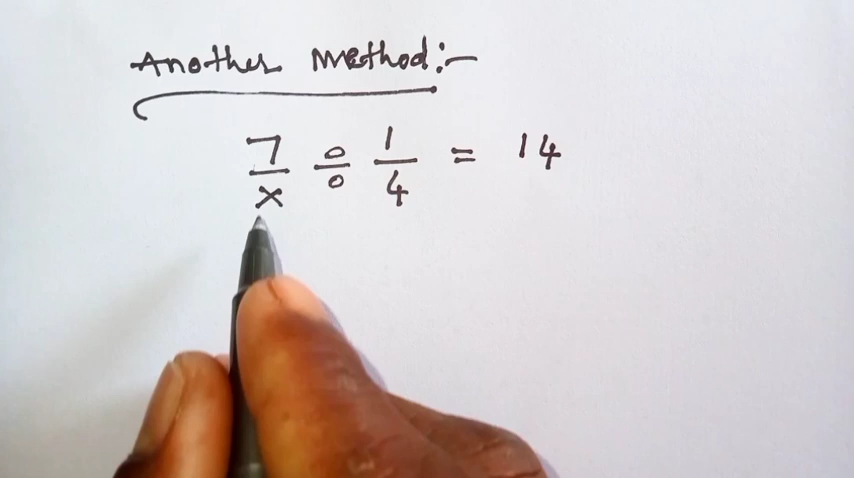 Another Method:-
7/x ÷ 1/4 = 14